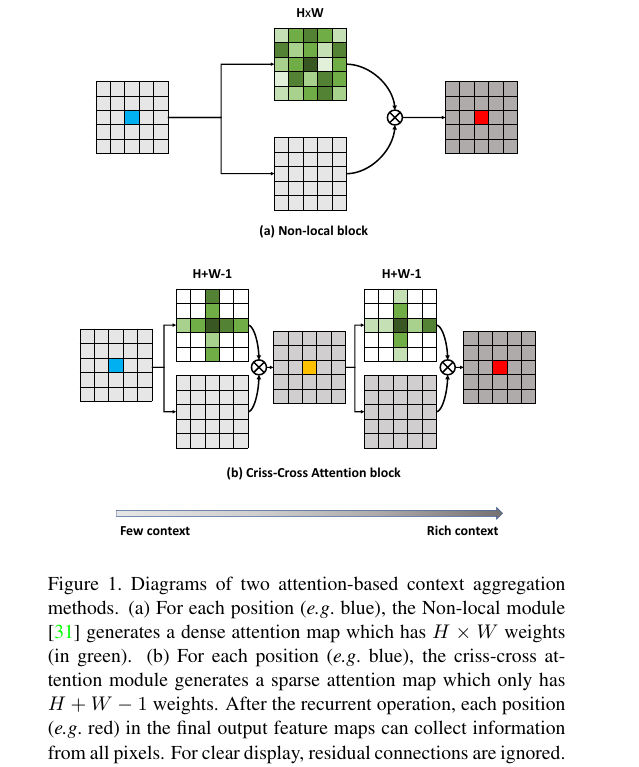 HxW
(a) Non-local block
H+W-1 H+W-1
(b) Criss-Cross Attention block
Few context Rich context
Figure 1. Diagrams of two attention-based context aggregation
methods. (a) For each position (e.g. blue), the Non-local module
[31] generates a dense attention map which has H × W weights
(in green). (b) For each position (e.g. blue), the criss-cross at-
tention module generates a sparse attention map which only has
H + W − 1 weights. After the recurrent operation, each position
(e.g. red) in the final output feature maps can collect information
from all pixels. For clear display, residual connections are ignored.